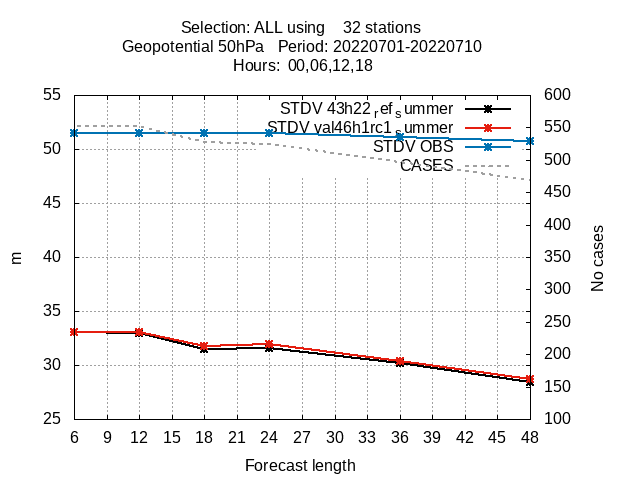 Selection: ALL using 32 stations
Geopotential 50hPa Period: 20220701-20220710
Hours: 00,06,12,18
55 600
STDV 43h22refsummer
550
STDV val46h1rc1summer
50
STDV OBS
500
CASES
450
45
400
40 350
m
No cases
300
35
250
30 200
150
25 100
6 9 12 15 18 21 24 27 30 33 36 39 42 45 48
Forecast length